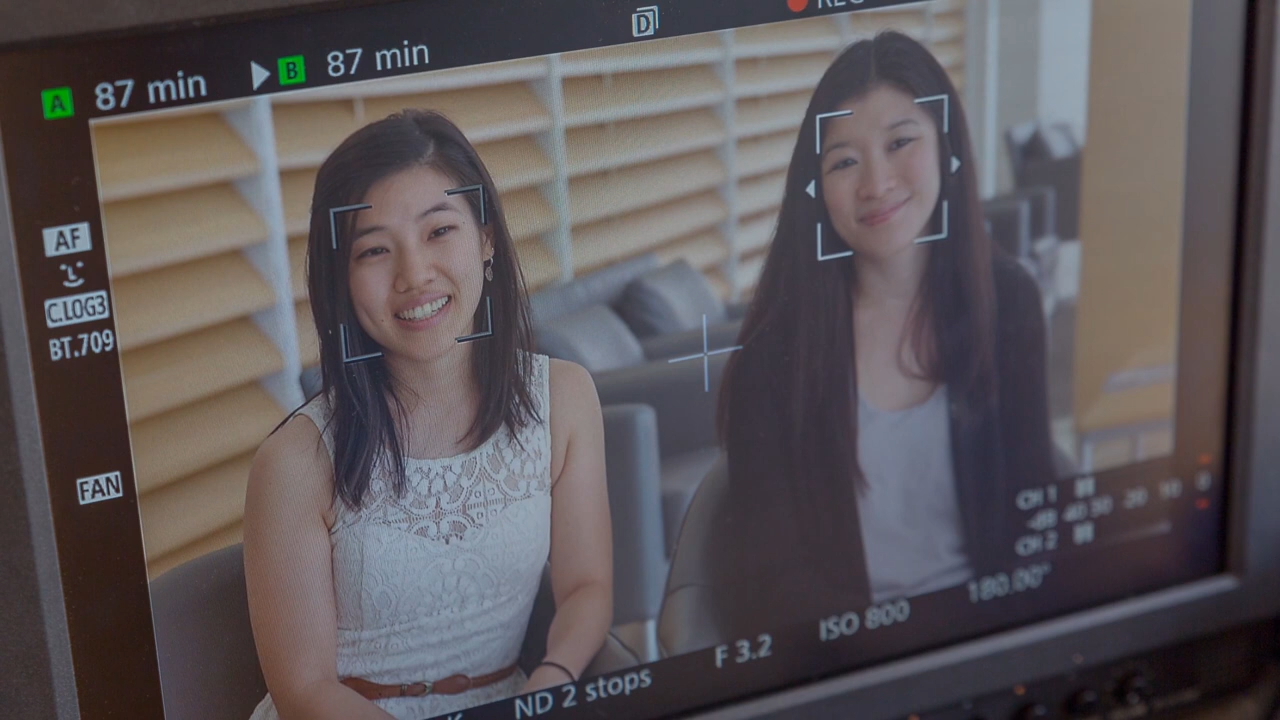 A 87 min B 87 min D
AF
C.LOG3
BT.709
FAN
CH 1
CH 2
ND 2 stops F 3.2 ISO 800 180.00°